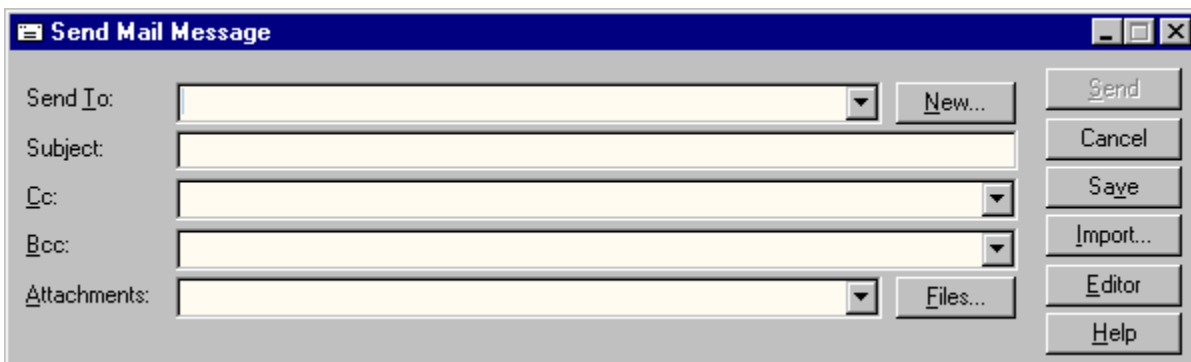 Send Mail Message
Send To:
New...
Send
Subject:
Cancel
Cc:
Save
Bcc:
Import...
Attachments:
Files...
Editor
Help